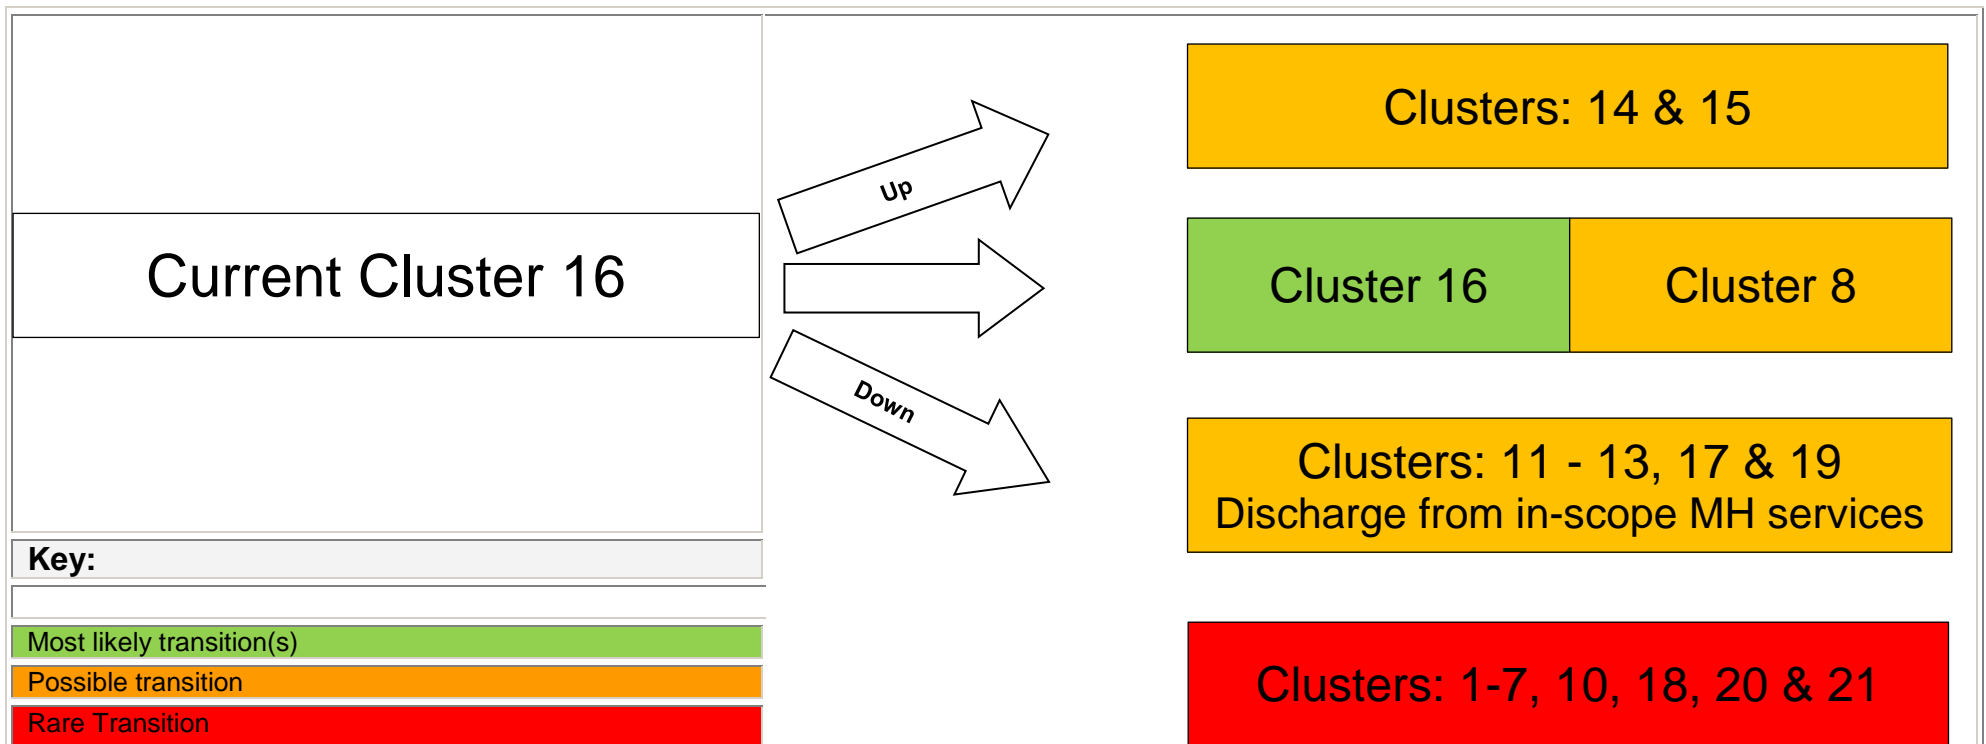 Clusters: 14 & 15
Up
Current Cluster 16
Cluster 16
Cluster 8
Down
Clusters: 11 - 13, 17 & 19
Discharge from in-scope MH services
Key:
Most likely transition(s)
Possible transition
Rare Transition
Clusters: 1-7, 10, 18, 20 & 21